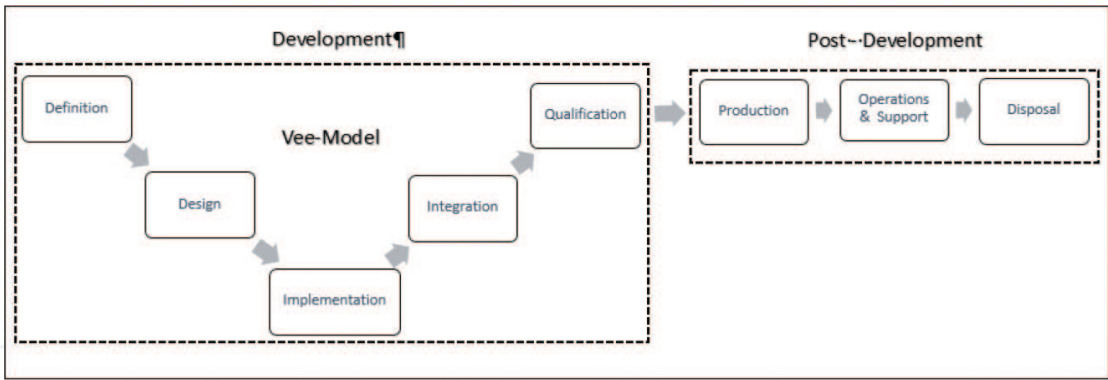 Development¶
Post-·-Development
Definition
Vee-Model
Qualification
Production
Operations
& Support
Disposal
Design
Integration
Implementation